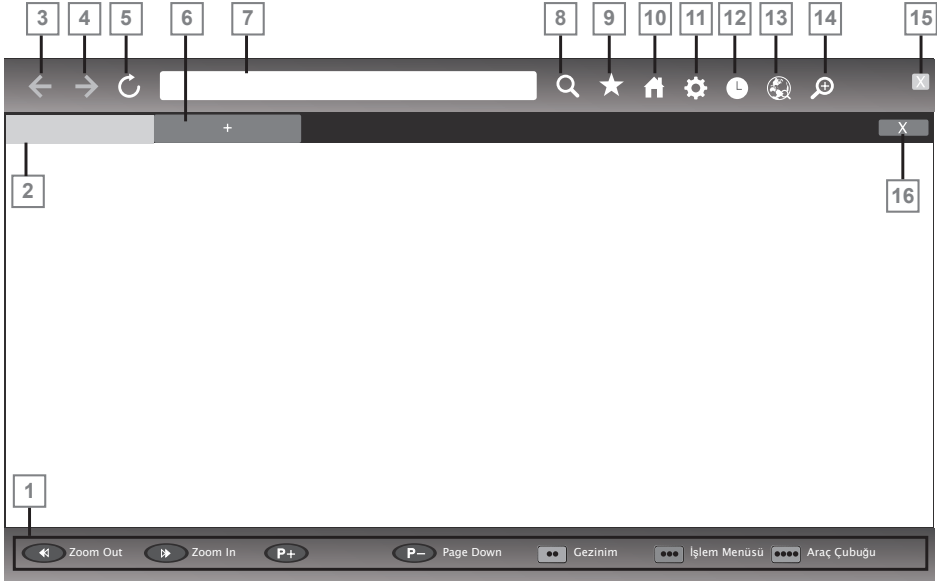 3 4 5 6 7 8 9 10 11 12 13 14 15
X
+ X
2 16
1
Zoom Out Zoom In P+ P− Page Down Gezinim İşlem Menüsü Araç Çubuğu